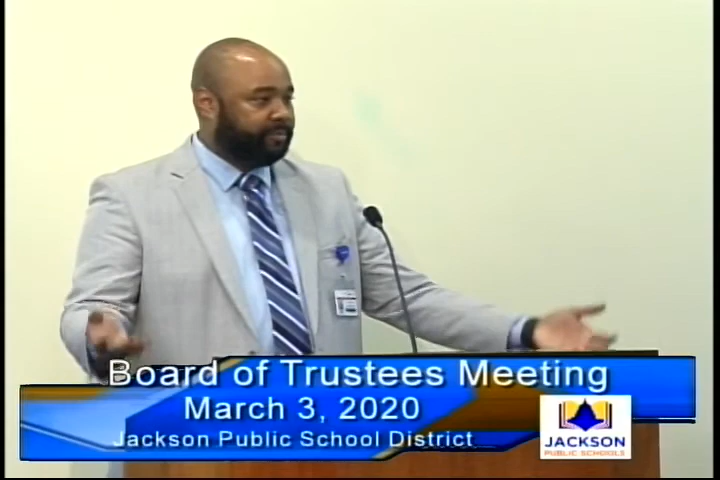 Board of Trustees Meeting
March 3, 2020
Jackson Public School District
JACKSON
PUBLIC SCHOOLS